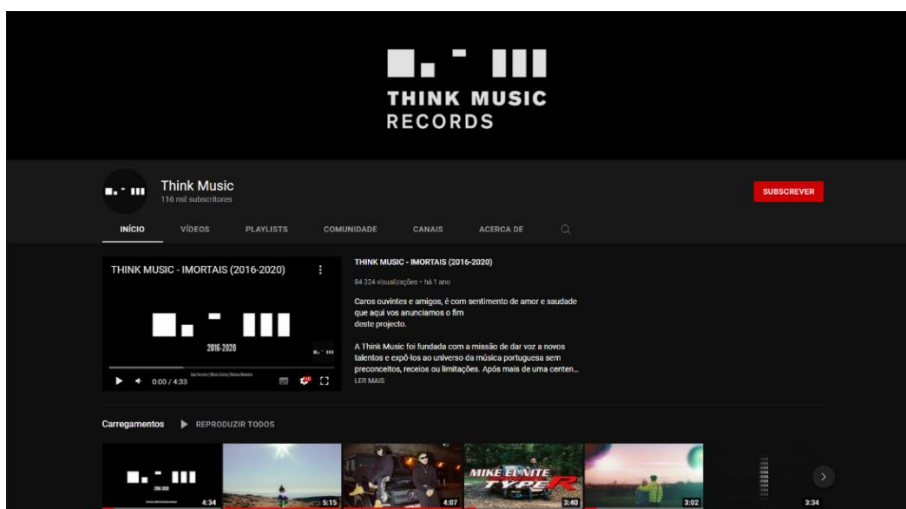 THINK MUSIC
RECORDS
Think Music
116 mil subscritores
SUBSCREVER
INÍCIO
VÍDEOS
PLAYLISTS
COMUNIDADE
CANAIS
ACERCA DE
THINK MUSIC - IMORTAIS (2016-2020)
2016-2020
0:00 / 4:33
THINK MUSIC - IMORTAIS (2016-2020)
84.324 visualizações • há 1 ano
Caros ouvintes e amigos, é com sentimento de amor e saudade
que aqui vos anunciamos o fim
deste projecto.
A Think Music foi fundada com a missão de dar voz a novos
talentos e expô-los ao universo da música portuguesa sem
preconceitos, receios ou limitações. Após mais de uma centen...
LER MAIS
Carregamentos
REPRODUZIR TODOS
4:34
5:15
4:07
MIKE EL NITE
TYPE R
3:40
3:02
3:34